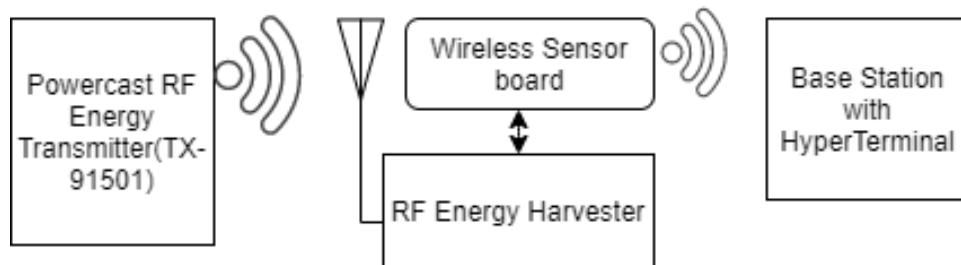 Powercast RF
Energy
Transmitter(TX-
91501)
Wireless Sensor
board
RF Energy Harvester
Base Station
with
HyperTerminal